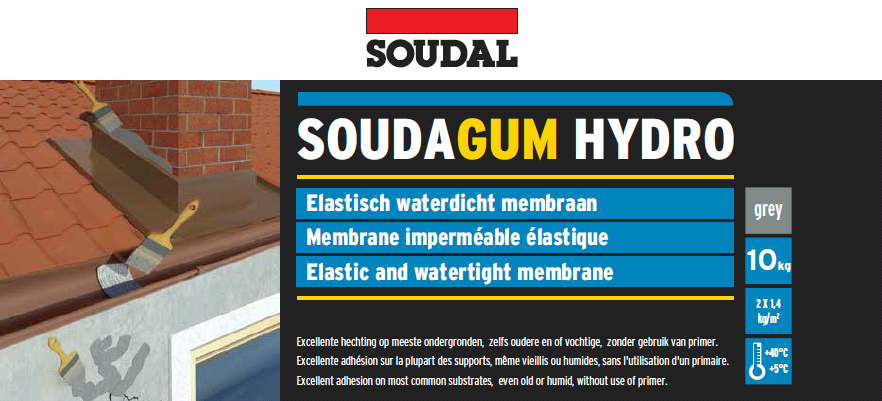 SOUDAL
SOUDAGUM HYDRO
Elastisch waterdicht membraan
Membrane imperméable élastique
Elastic and watertight membrane
grey
10kg
2 X 1,4
kg/m²
+40°C
+5°C
Excellente hechting op meeste ondergronden, zelfs oudere en of vochtige, zonder gebruik van primer.
Excellente adhésion sur la plupart des supports, même vieillis ou humides, sans l'utilisation d'un primaire.
Excellent adhesion on most common substrates, even old or humid, without use of primer.